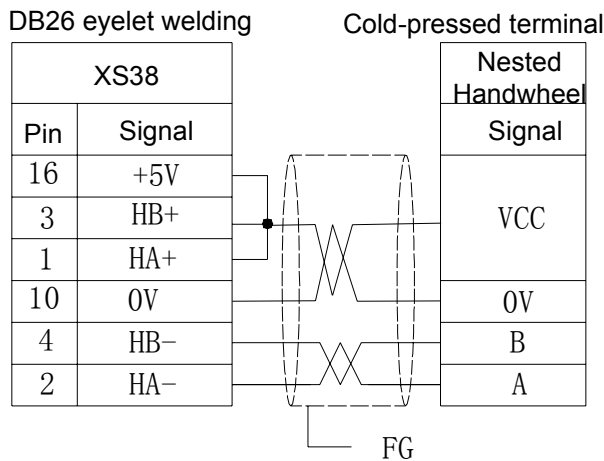 DB26 eyelet welding
Cold-pressed terminal
XS38
Nested
Handwheel
Pin Signal
Signal
16 +5V
3 HB+
VCC
1 HA+
10 0V
0V
4 HB-
B
2 HA-
A
FG